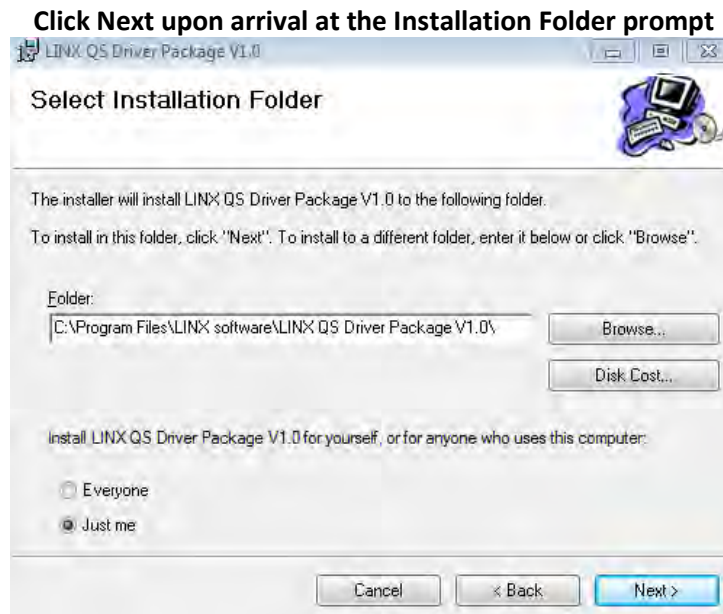 Click Next upon arrival at the Installation Folder prompt
LINX QS Driver Package V1.0
Select Installation Folder
The installer will install LINX QS Driver Package V1.0 to the following folder.
To install in this folder, click "Next". To install to a different folder, enter it below or click "Browse".
Folder:
C:\Program Files\LINX software\LINX QS Driver Package V1.0\
Browse...
Disk Cost...
Install LINX QS Driver Package V1.0 for yourself, or for anyone who uses this computer:
Everyone
Just me
Cancel
< Back
Next >